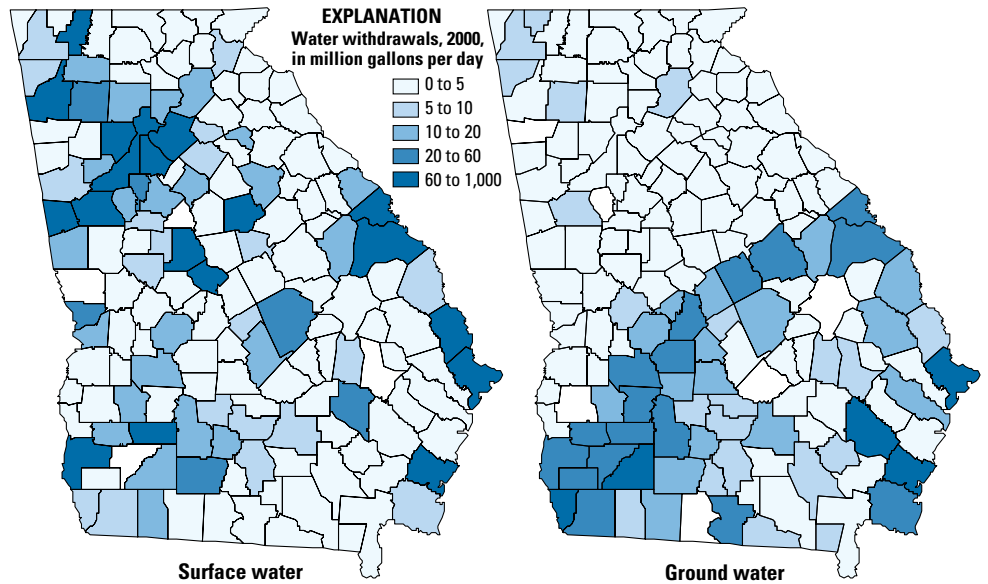 EXPLANATION
Water withdrawals, 2000,
in million gallons per day
0 to 5
5 to 10
10 to 20
20 to 60
60 to 1,000
Surface water
Ground water